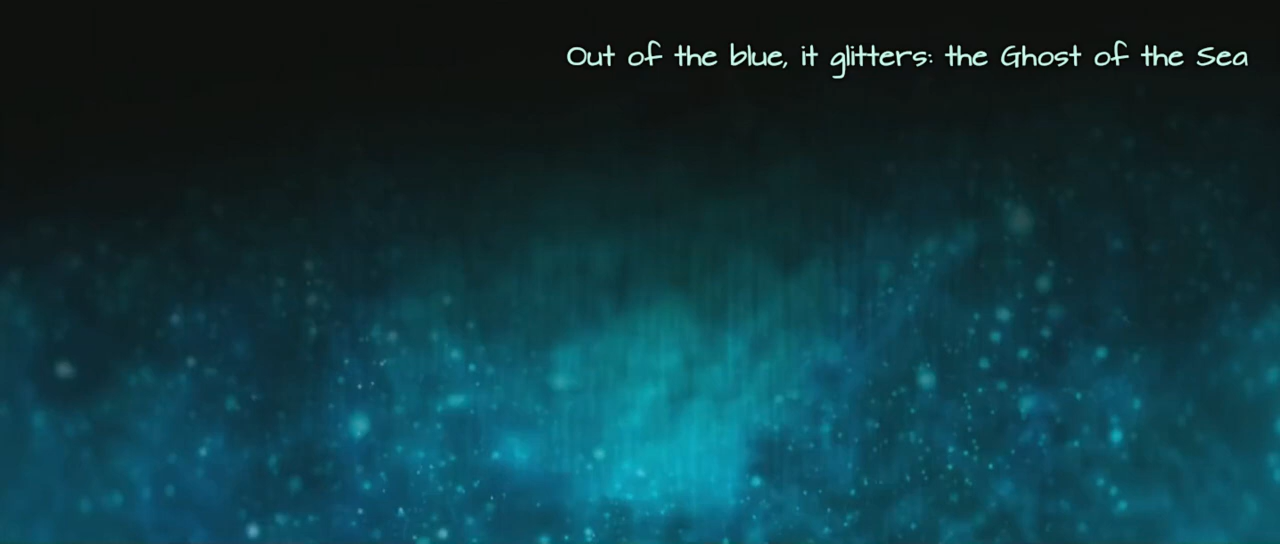 Out of the blue, it glitters: the Ghost of the Sea